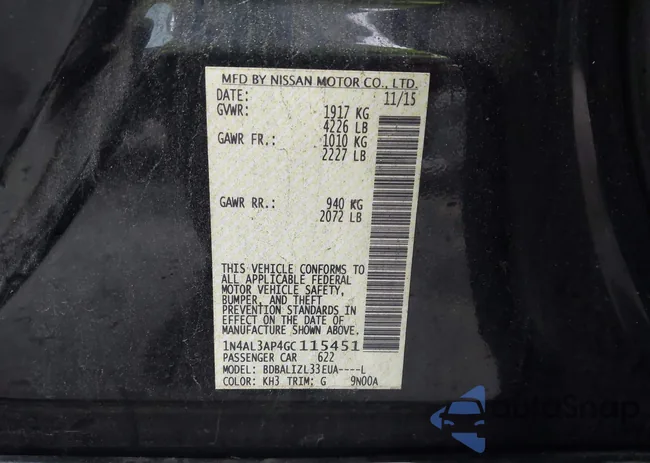 MFD BY NISSAN MOTOR CO., LTD.
DATE: 11/15
GVWR: 1917 KG
4226 LB
GAWR FR.: 1010 KG
2227 LB
GAWR RR.: 940 KG
2072 LB
THIS VEHICLE CONFORMS TO
ALL APPLICABLE FEDERAL
MOTOR VEHICLE SAFETY,
BUMPER, AND THEFT
PREVENTION STANDARDS IN
EFFECT ON THE DATE OF
MANUFACTURE SHOWN ABOVE.
1N4AL3AP4GC115451
PASSENGER CAR 622
MODEL: BDBALIZL33EUA----L
COLOR: KH3 TRIM: G 9N00A
autoSnap